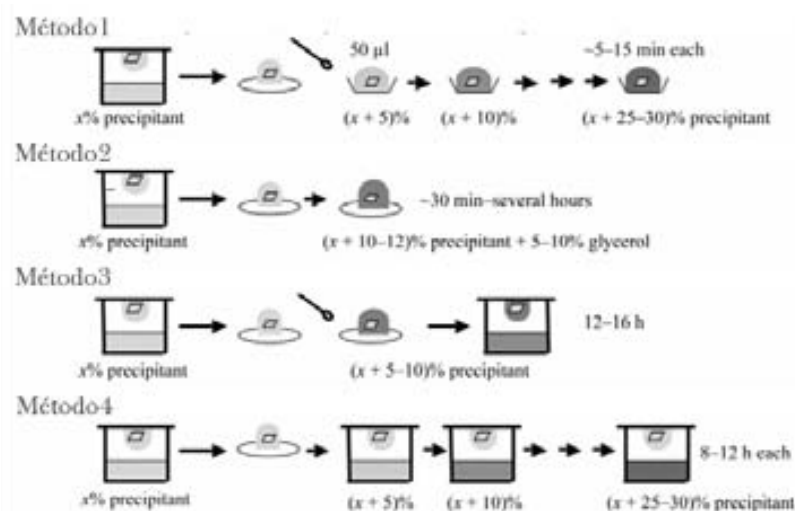 Método1
50 µl
~5–15 min each
x% precipitant
(x + 5)%
(x + 10)%
(x + 25–30)% precipitant
Método2
~30 min–several hours
x% precipitant
(x + 10–12)% precipitant + 5–10% glycerol
Método3
12–16 h
x% precipitant
(x + 5–10)% precipitant
Método4
8–12 h each
x% precipitant
(x + 5)%
(x + 10)%
(x + 25–30)% precipitant